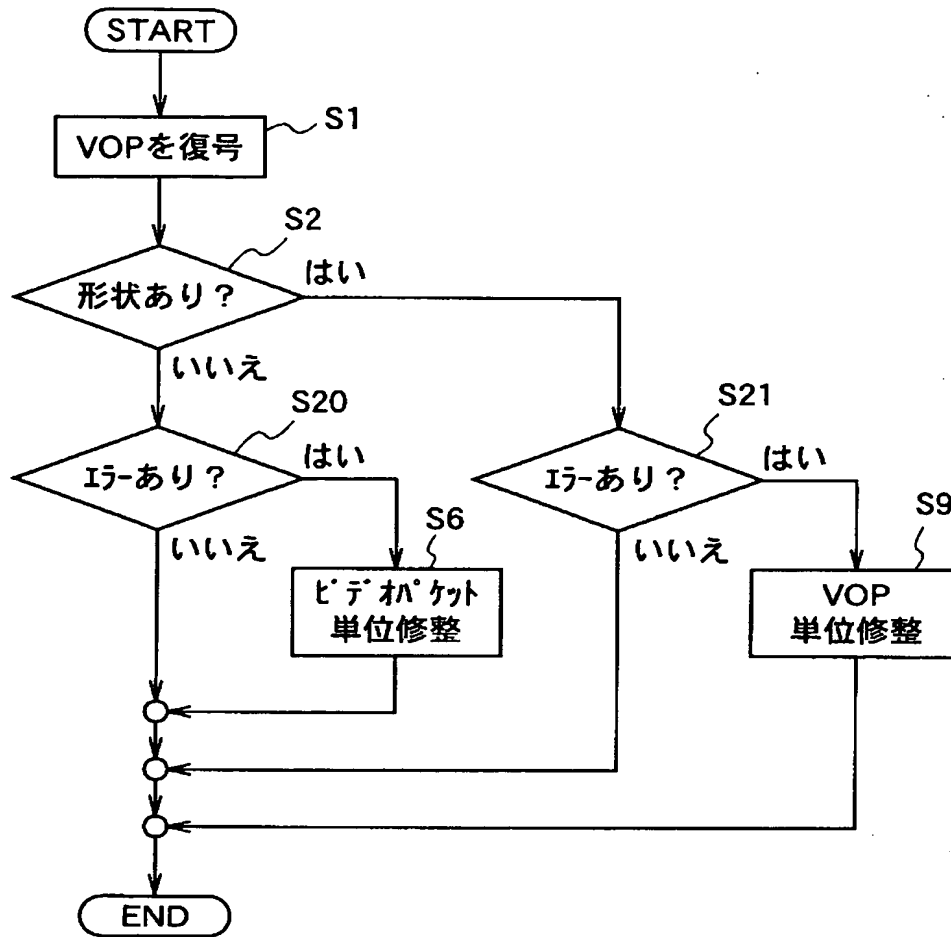 START
S1
VOPを復号
S2
形状あり？
はい
いいえ
S20
エラーあり？
はい
いいえ
S6
ビデオパケット
単位修整
S21
エラーあり？
はい
いいえ
S9
VOP
単位修整
END